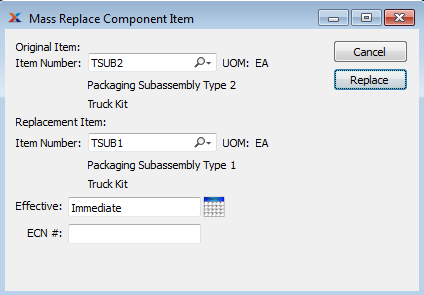 Mass Replace Component Item
Original Item:
Item Number: TSUB2 UOM: EA
Packaging Subassembly Type 2
Truck Kit
Replacement Item:
Item Number: TSUB1 UOM: EA
Packaging Subassembly Type 1
Truck Kit
Effective: Immediate
ECN #:
Cancel
Replace